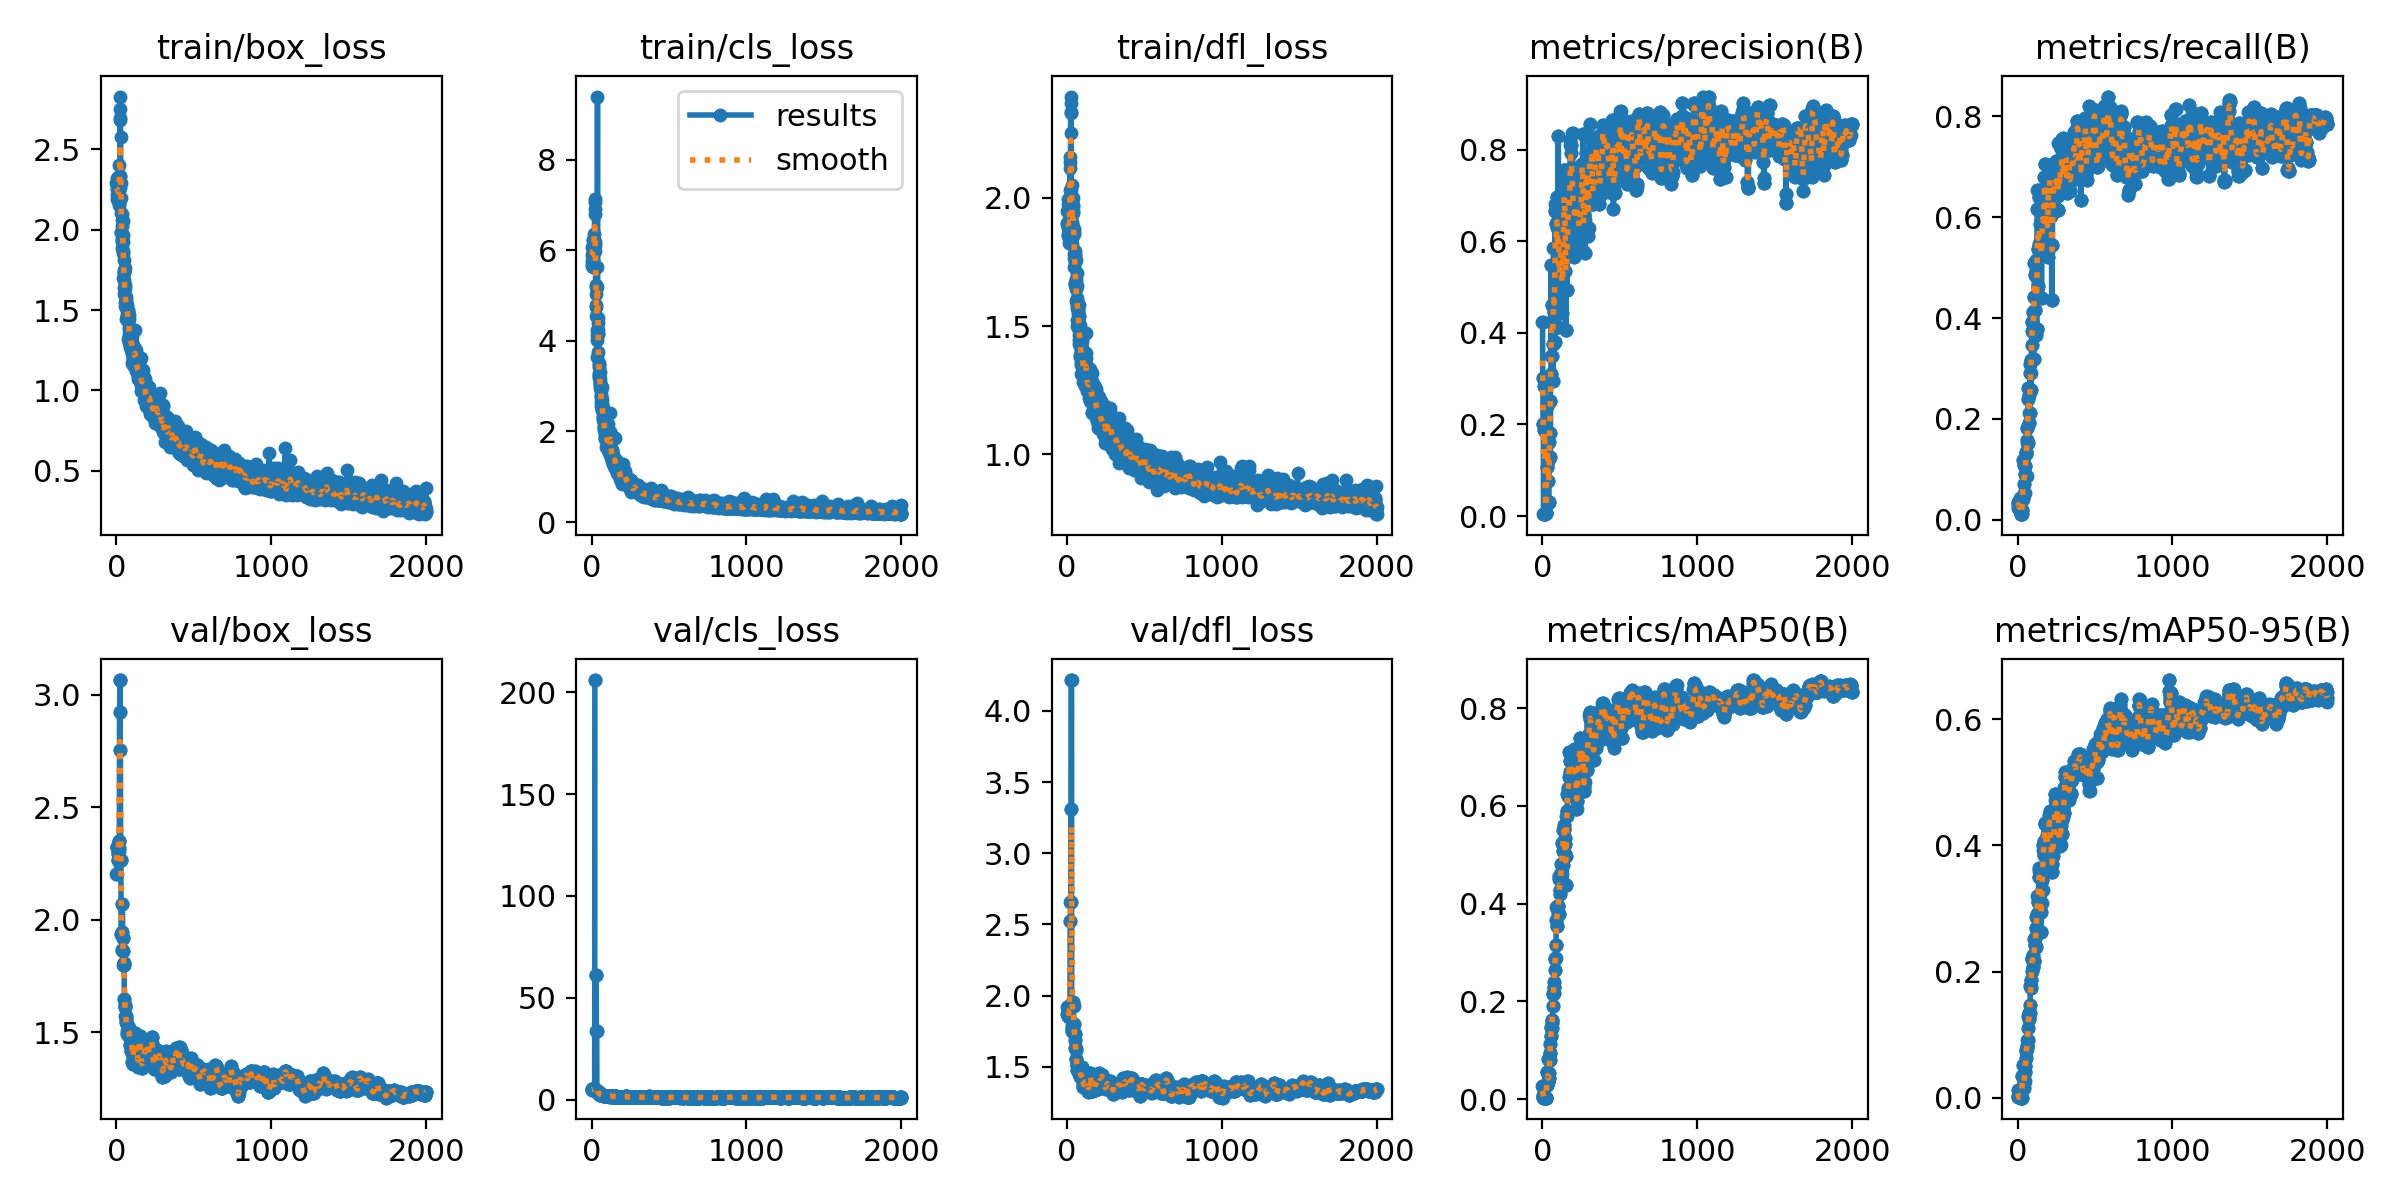 train/box_loss
2.5
2.0
1.5
1.0
0.5
0 1000 2000
train/cls_loss
results
smooth
8
6
4
2
0
0 1000 2000
train/dfl_loss
2.0
1.5
1.0
0 1000 2000
metrics/precision(B)
0.8
0.6
0.4
0.2
0.0
0 1000 2000
metrics/recall(B)
0.8
0.6
0.4
0.2
0.0
0 1000 2000
val/box_loss
3.0
2.5
2.0
1.5
0 1000 2000
val/cls_loss
200
150
100
50
0
0 1000 2000
val/dfl_loss
4.0
3.5
3.0
2.5
2.0
1.5
0 1000 2000
metrics/mAP50(B)
0.8
0.6
0.4
0.2
0.0
0 1000 2000
metrics/mAP50-95(B)
0.6
0.4
0.2
0.0
0 1000 2000